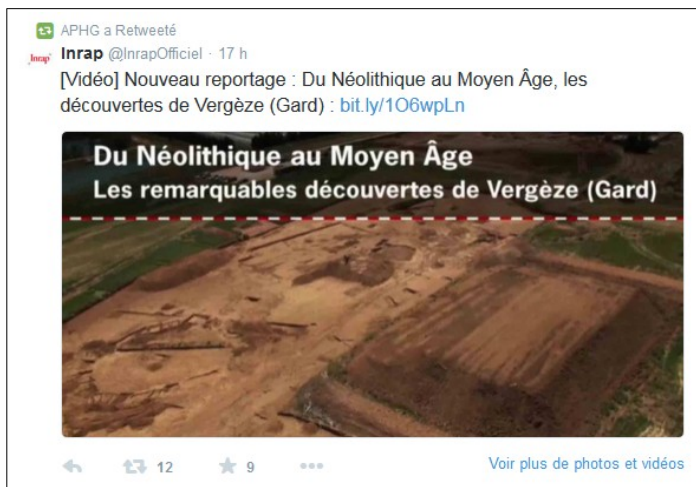 APHG a Retweeté
Inrap Inrap @InrapOfficiel · 17 h
[Vidéo] Nouveau reportage : Du Néolithique au Moyen Âge, les
découvertes de Vergèze (Gard) : bit.ly/1O6wpLn
Du Néolithique au Moyen Âge
Les remarquables découvertes de Vergèze (Gard)
12 9 Voir plus de photos et vidéos